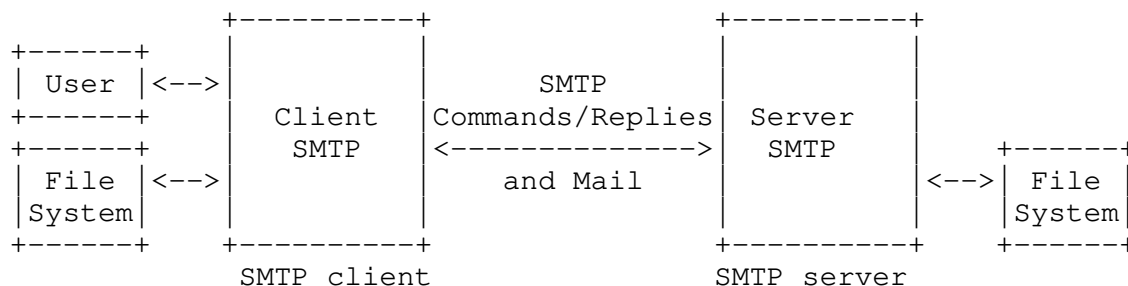 +----------+                +----------+
+------+    |          |                |          |
| User |<-->|          |      SMTP      |          |
+------+    |  Client  |Commands/Replies|  Server  |
+------+    |   SMTP   |<-------------->|   SMTP   |    +------+
| File |<-->|          |    and Mail    |          |<-->| File |
|System|    |          |                |          |    |System|
+------+    +----------+                +----------+    +------+
SMTP client                 SMTP server